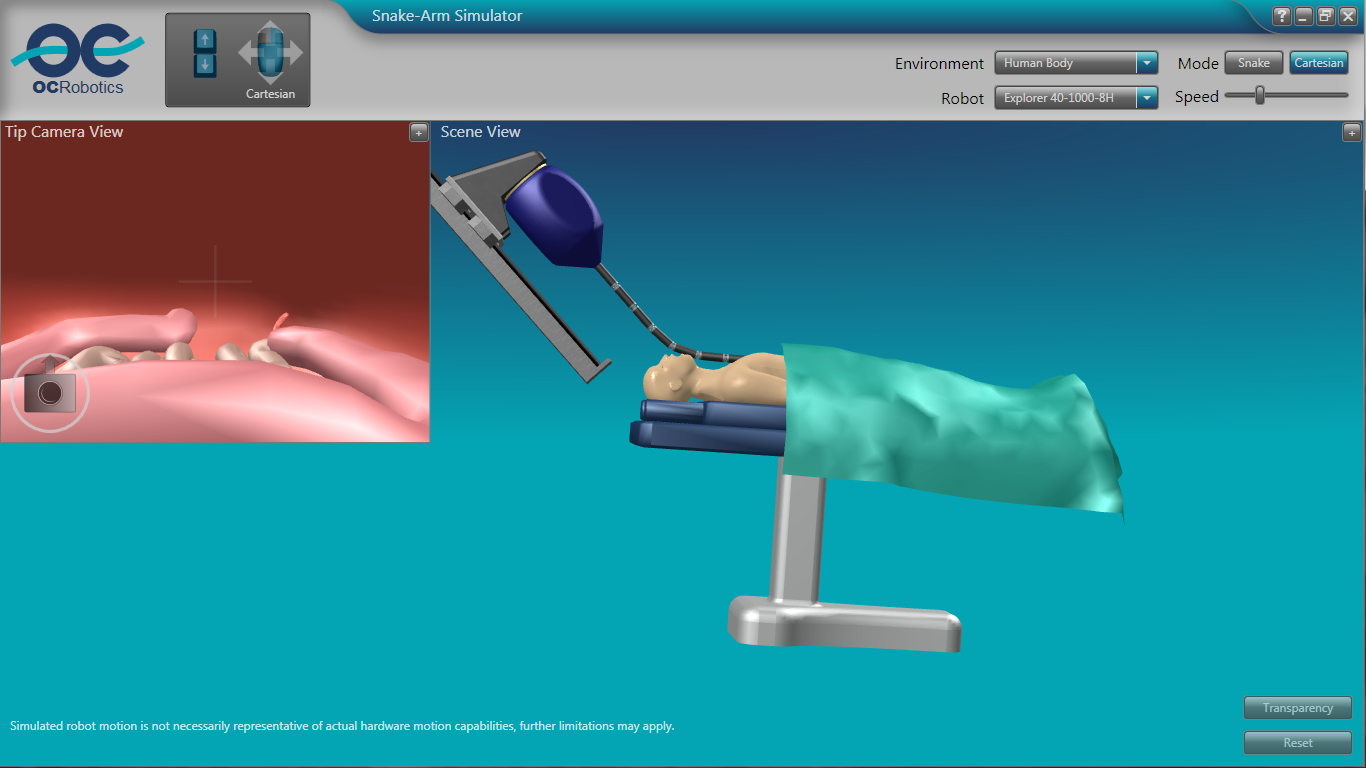 Snake-Arm Simulator
?
OC
OCRobotics
Cartesian
Environment
Human Body
Mode
Snake
Cartesian
Robot
Explorer 40-1000-8H
Speed
Tip Camera View
+
Scene View
+
Transparency
Simulated robot motion is not necessarily representative of actual hardware motion capabilities, further limitations may apply.
Reset